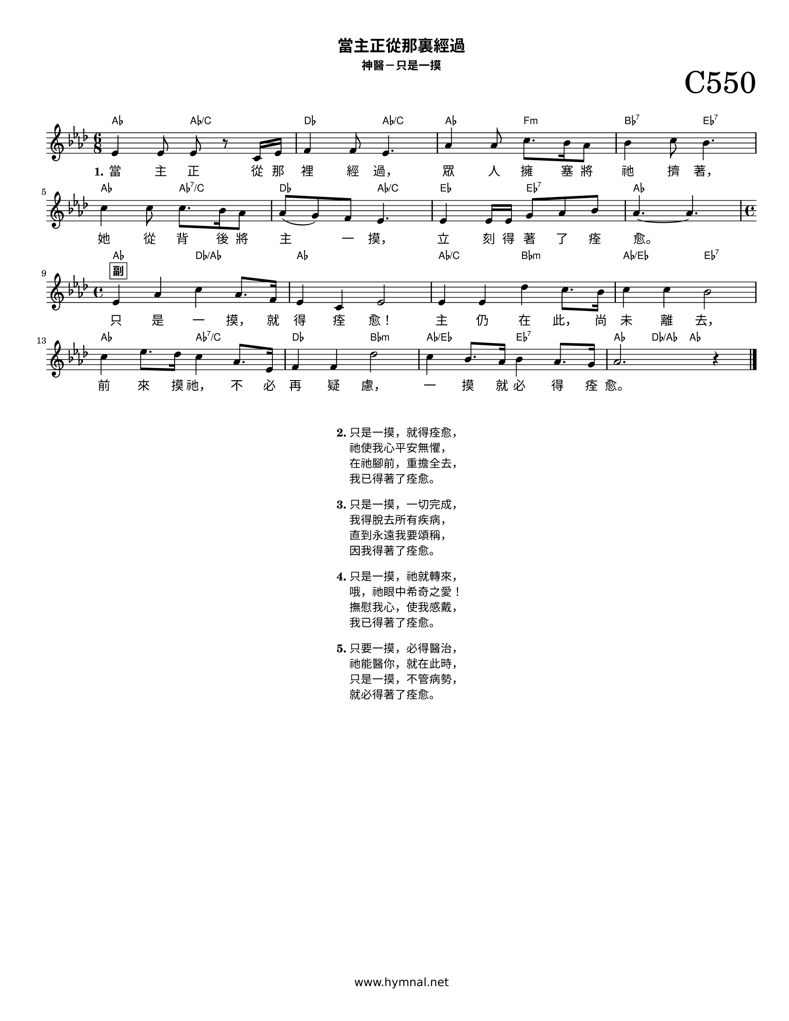 當主正從那裏經過
神醫－只是一摸
C550
A♭ A♭/C D♭ A♭/C A♭ Fm B♭7 E♭7
1. 當 主 正 從 那 裡 經 過， 眾 人 擁 塞 將 祂 擠 著，
5 A♭ A♭7/C D♭ A♭/C E♭ E♭7 A♭
她 從 背 後 將 主 一 摸， 立 刻 得 著 了 痊 愈。
9 A♭ D♭/A♭ A♭ A♭/C B♭m A♭/E♭ E♭7
副
只 是 一 摸， 就 得 痊 愈！ 主 仍 在 此， 尚 未 離 去，
13 A♭ A♭7/C D♭ B♭m A♭/E♭ E♭7 A♭ D♭/A♭ A♭
前 來 摸 祂， 不 必 再 疑 慮， 一 摸 就 必 得 痊 愈。
2. 只是一摸，就得痊愈，
祂使我心平安無懼，
在祂腳前，重擔全去，
我已得著了痊愈。
3. 只是一摸，一切完成，
我得脫去所有疾病，
直到永遠我要頌稱，
因我得著了痊愈。
4. 只是一摸，祂就轉來，
哦，祂眼中希奇之愛！
撫慰我心，使我感戴，
我已得著了痊愈。
5. 只要一摸，必得醫治，
祂能醫你，就在此時，
只是一摸，不管病勢，
就必得著了痊愈。
www.hymnal.net